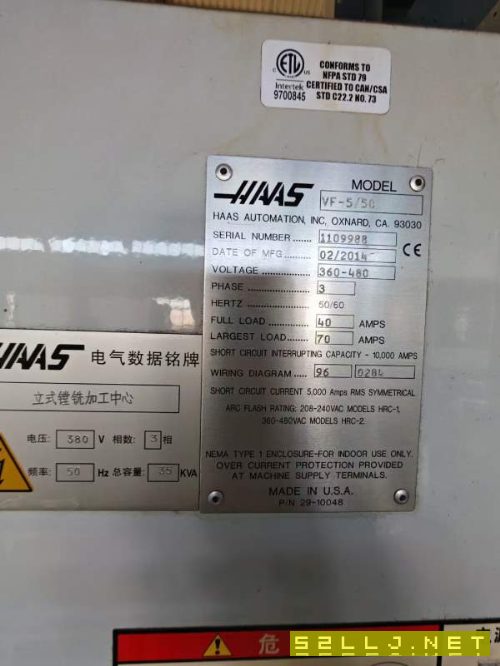 ETL
Intertek
9700845
CONFORMS TO
NFPA STD 79
CERTIFIED TO CAN/CSA
STD C22.2 NO. 73
HAAS
MODEL
VF-5/50
HAAS AUTOMATION, INC, OXNARD, CA. 93030
SERIAL NUMBER 1109988
DATE OF MFG 02/2014
CE
VOLTAGE 360-480
PHASE 3
HERTZ 50/60
FULL LOAD 40 AMPS
LARGEST LOAD 70 AMPS
SHORT CIRCUIT INTERRUPTING CAPACITY - 10,000 AMPS
WIRING DIAGRAM 96 0284
SHORT CIRCUIT CURRENT 5,000 Amps RMS SYMMETRICAL
ARC FLASH RATING: 208-240VAC MODELS HRC-1,
360-480VAC MODELS HRC-2.
NEMA TYPE 1 ENCLOSURE-FOR INDOOR USE ONLY.
OVER CURRENT PROTECTION PROVIDED
AT MACHINE SUPPLY TERMINALS.
MADE IN U.S.A.
P/N 29-10048
HAAS 电气数据铭牌
立式镗铣加工中心
电压: 380 V 相数: 3 相
频率: 50 Hz 总容量: 35 KVA
危
S2LLJ.NET